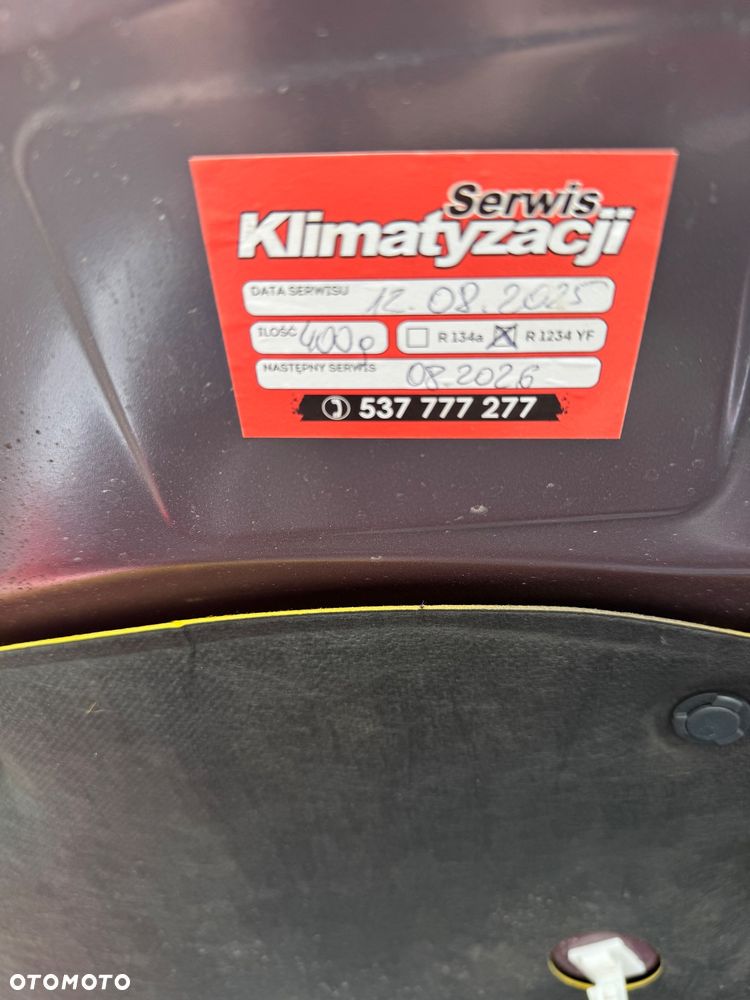 Serwis
Klimatyzacji
DATA SERWISU 12.08.2025
ILOŚĆ 400g R 134a R 1234 YF
NASTĘPNY SERWIS 08.2026
537 777 277
OTOMOTO